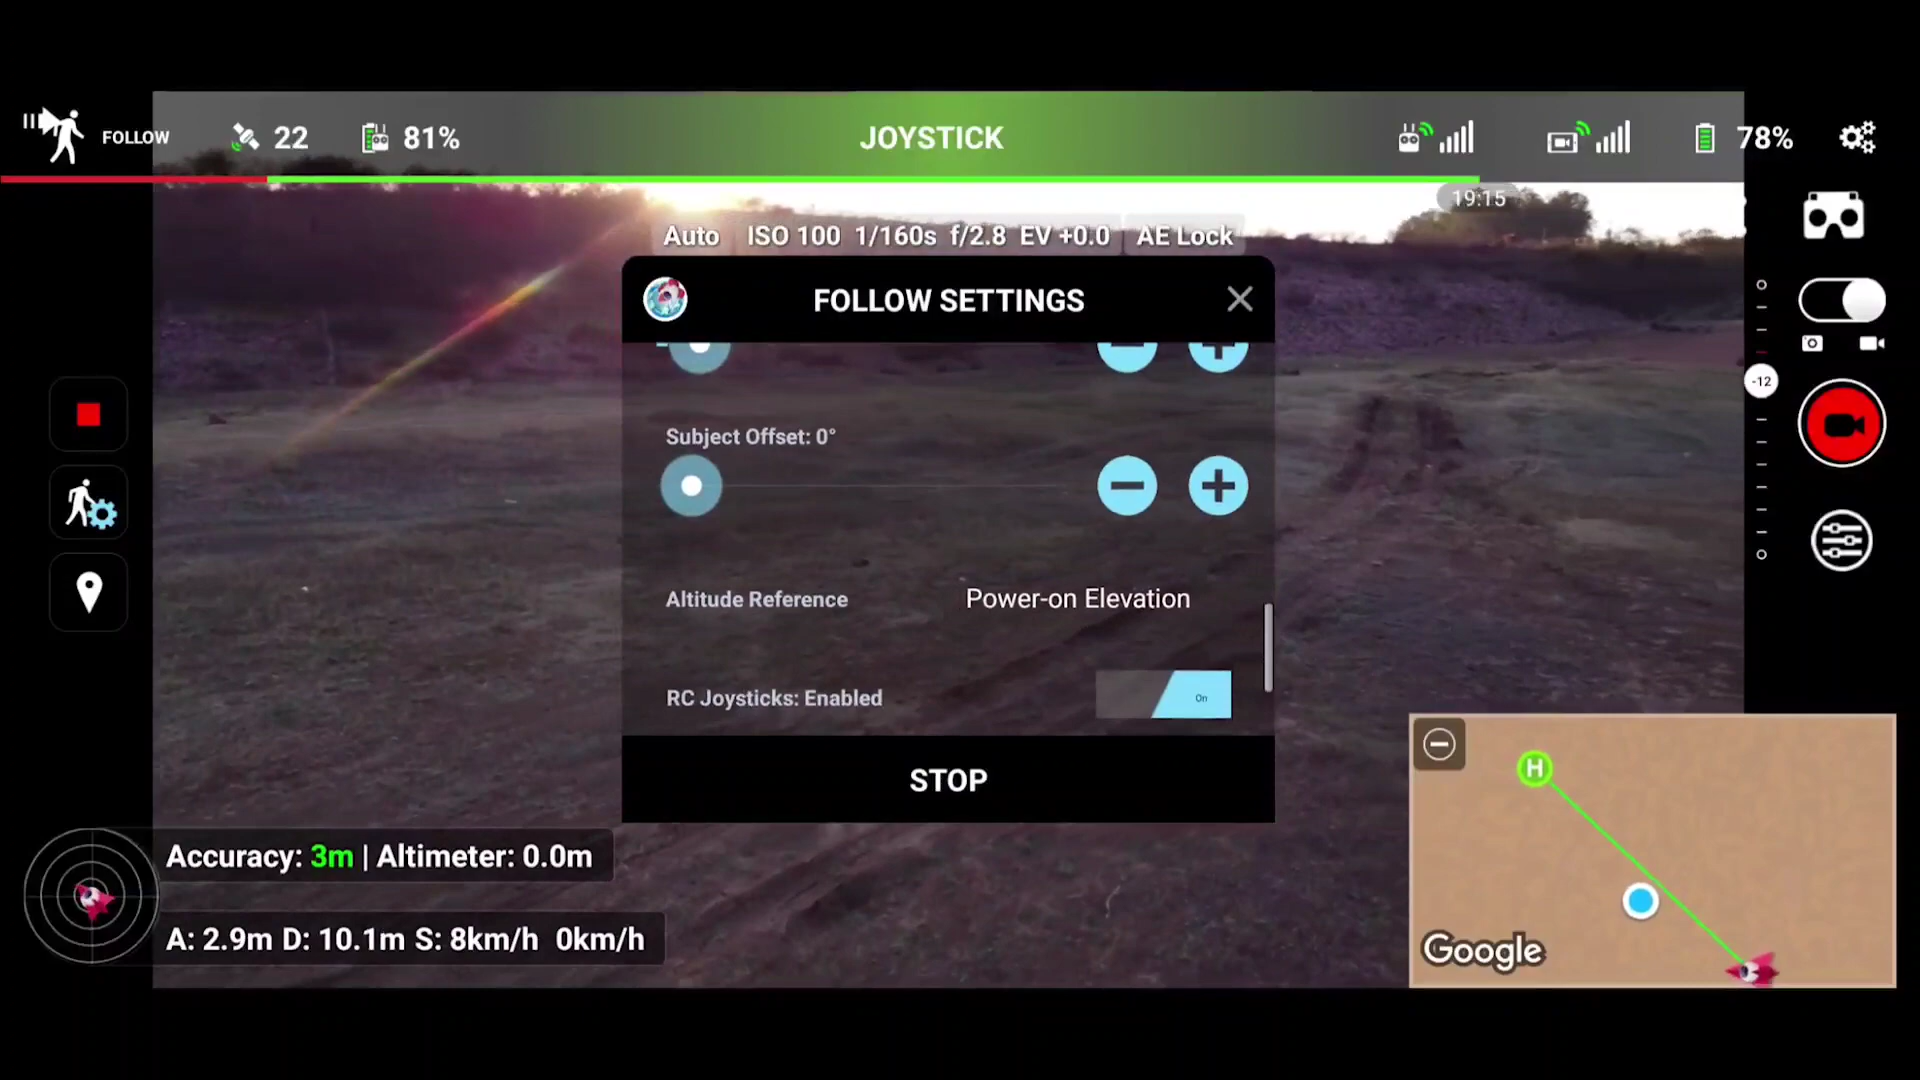 FOLLOW
22
81%
JOYSTICK
78%
19:15
Auto ISO 100 1/160s f/2.8 EV +0.0 AE Lock
FOLLOW SETTINGS
Subject Offset: 0°
-12
Altitude Reference Power-on Elevation
RC Joysticks: Enabled On
STOP
H
Accuracy: 3m | Altimeter: 0.0m
A: 2.9m D: 10.1m S: 8km/h 0km/h
Google